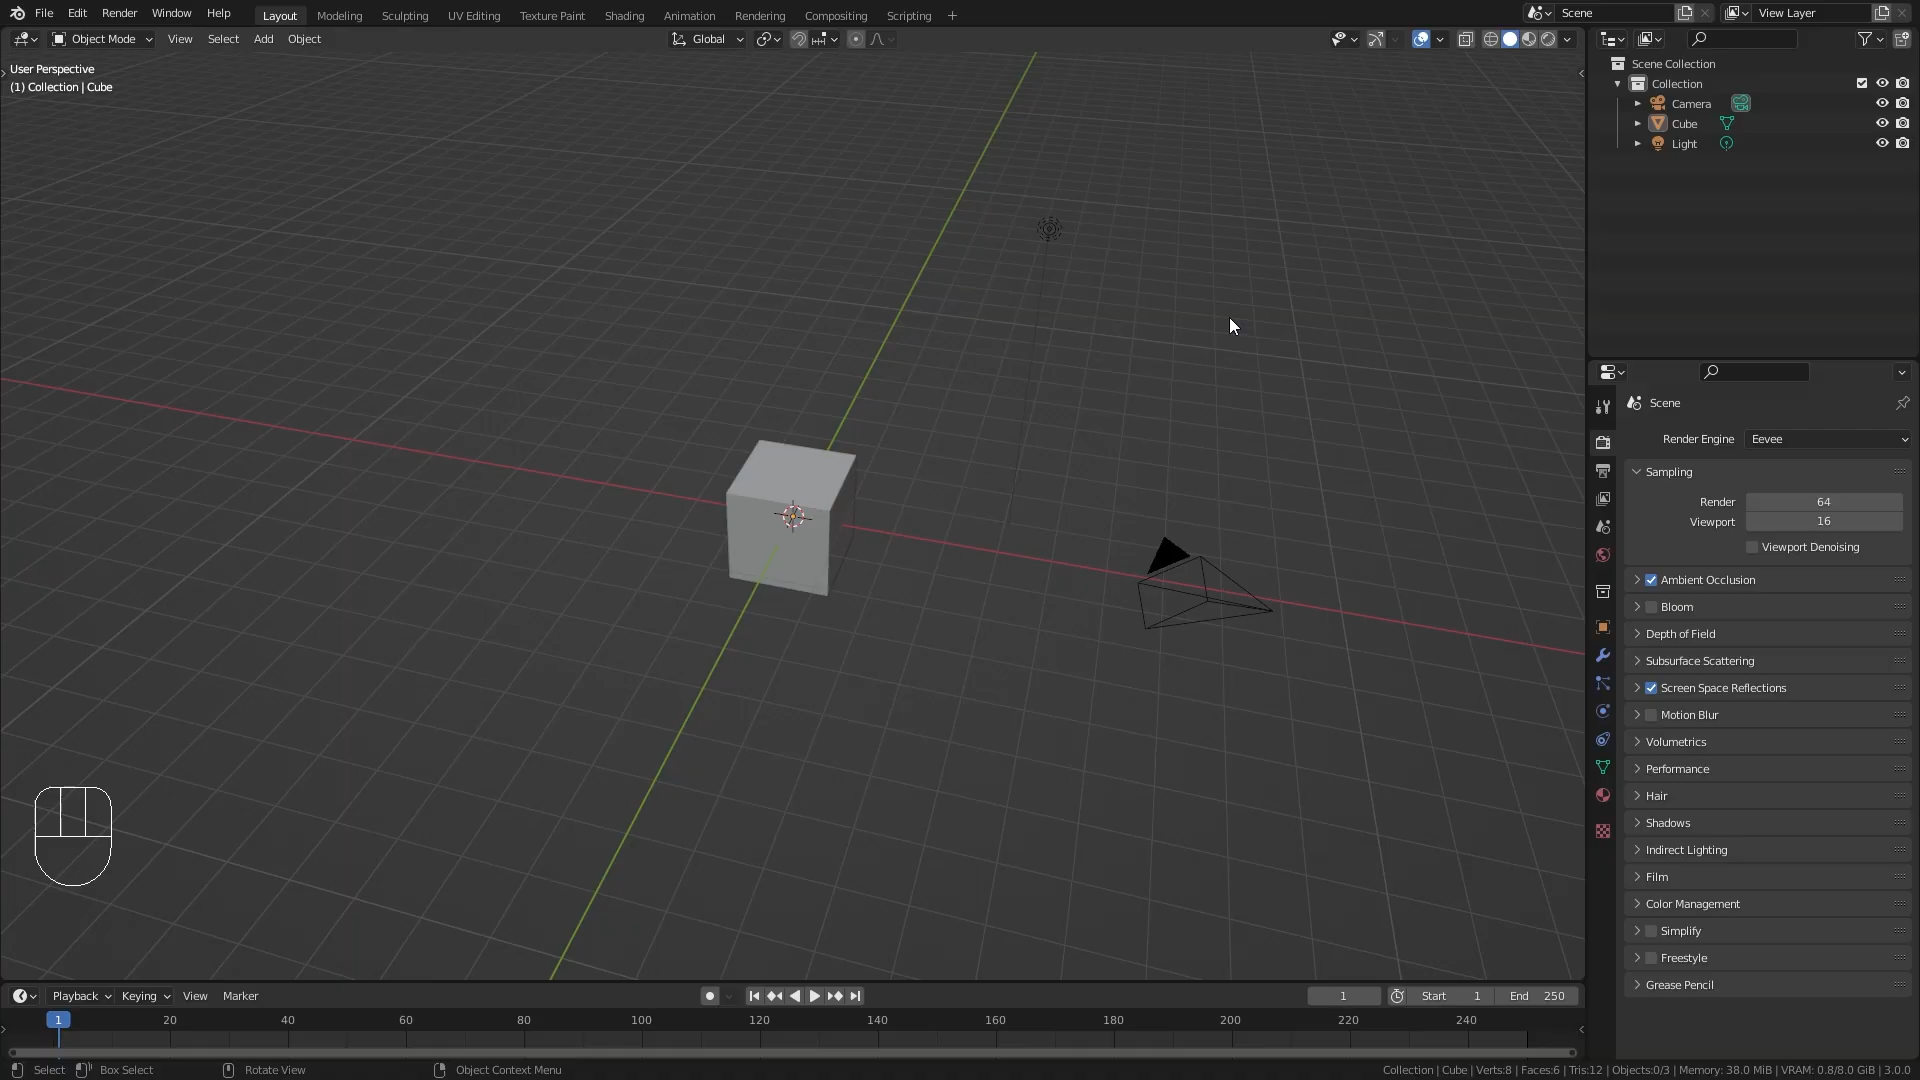 File Edit Render Window Help Layout Modeling Sculpting UV Editing Texture Paint Shading Animation Rendering Compositing Scripting + Scene View Layer
Object Mode View Select Add Object Global
User Perspective
(1) Collection | Cube
Scene Collection
Collection
Camera
Cube
Light
Scene
Render Engine Eevee
Sampling
Render 64
Viewport 16
Viewport Denoising
Ambient Occlusion
Bloom
Depth of Field
Subsurface Scattering
Screen Space Reflections
Motion Blur
Volumetrics
Performance
Hair
Shadows
Indirect Lighting
Film
Color Management
Simplify
Freestyle
Grease Pencil
Playback Keying View Marker 1 Start 1 End 250
1 20 40 60 80 100 120 140 160 180 200 220 240
Select Box Select Rotate View Object Context Menu Collection | Cube | Verts:8 | Faces:6 | Tris:12 | Objects:0/3 | Memory: 38.0 MiB | VRAM: 0.8/8.0 GiB | 3.0.0